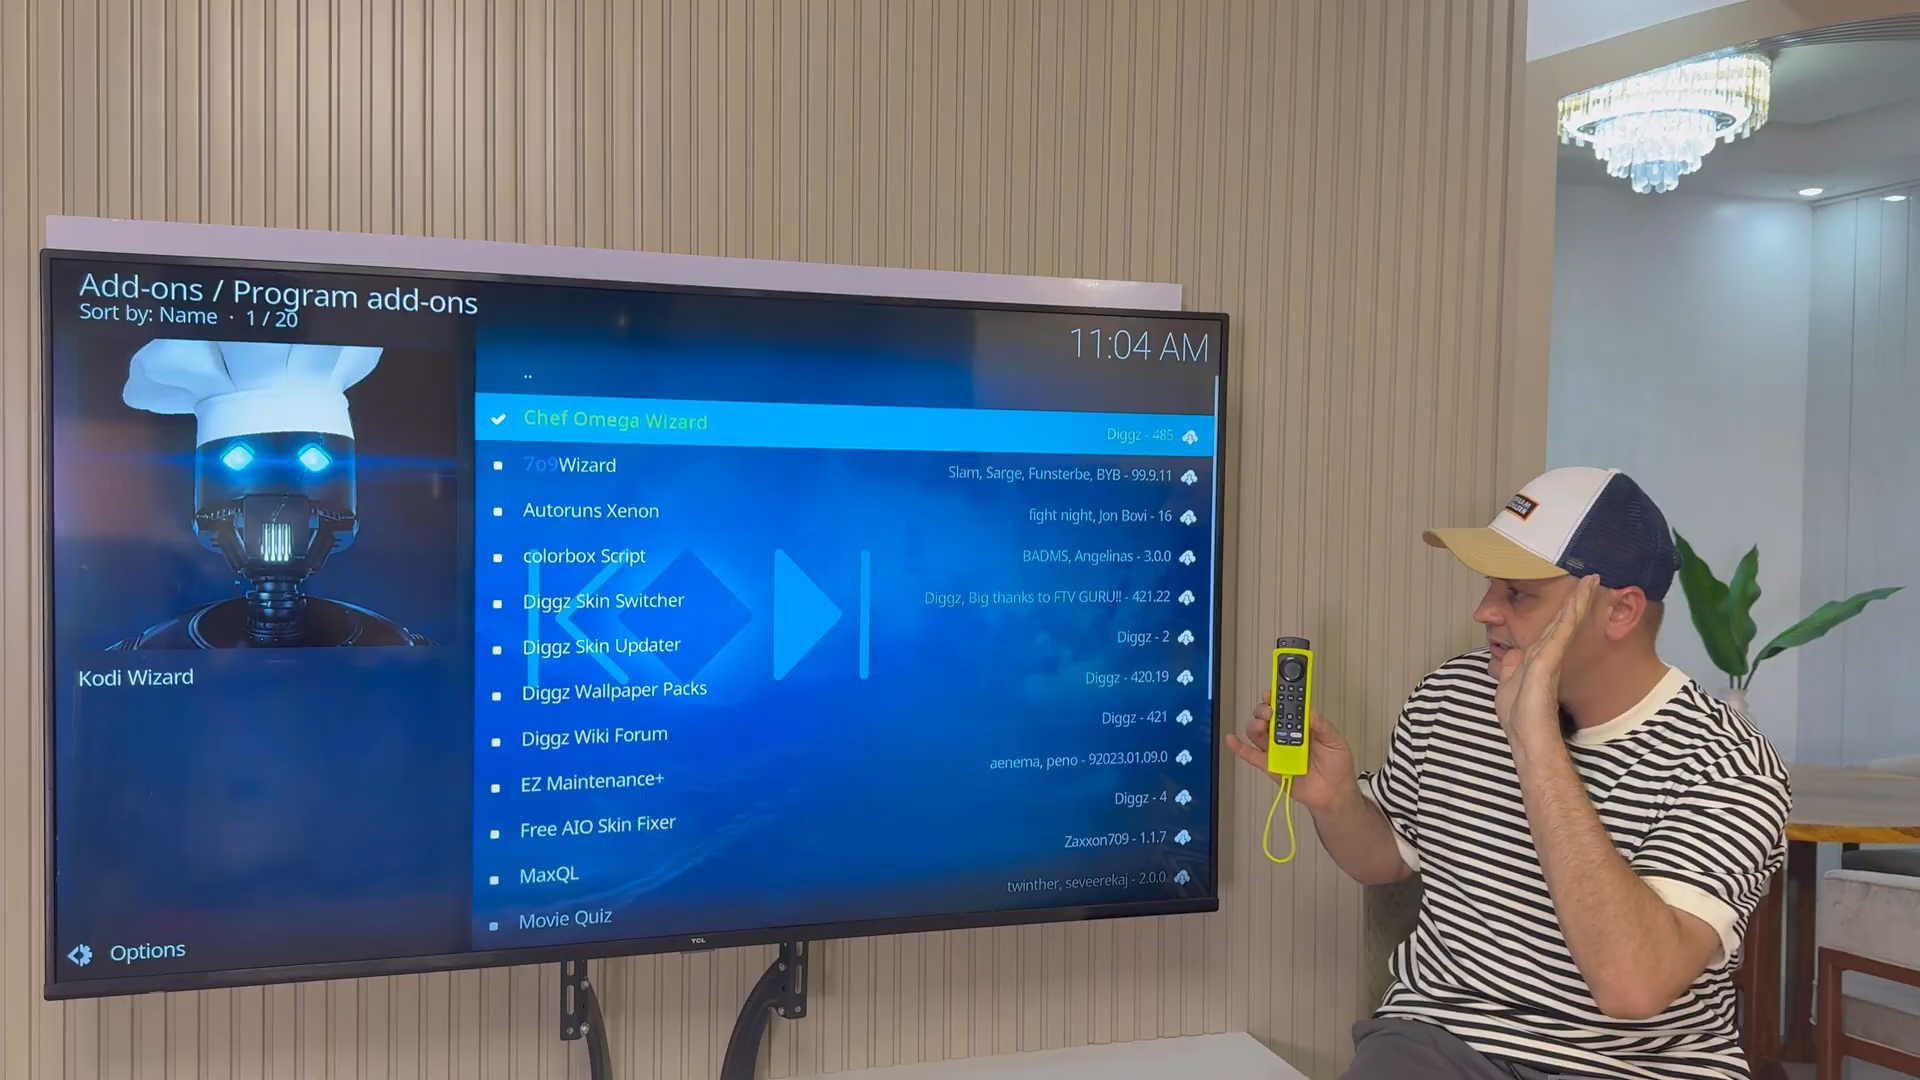 Add-ons / Program add-ons
Sort by: Name · 1 / 20
11:04 AM
..
Chef Omega Wizard Diggz - 485
7o9Wizard Slam, Sarge, Funsterbe, BYB - 99.9.11
Autoruns Xenon fight night, Jon Bovi - 16
colorbox Script BADMS, Angelinas - 3.0.0
Diggz Skin Switcher Diggz, Big thanks to FTV GURU!! - 421.22
Diggz Skin Updater Diggz - 2
Diggz Wallpaper Packs Diggz - 420.19
Diggz Wiki Forum Diggz - 421
EZ Maintenance+ aenema, peno - 92023.01.09.0
Free AIO Skin Fixer Diggz - 4
MaxQL Zaxxon709 - 1.1.7
Movie Quiz twinther, seveerekaj - 2.0.0
Kodi Wizard
Options
TCL